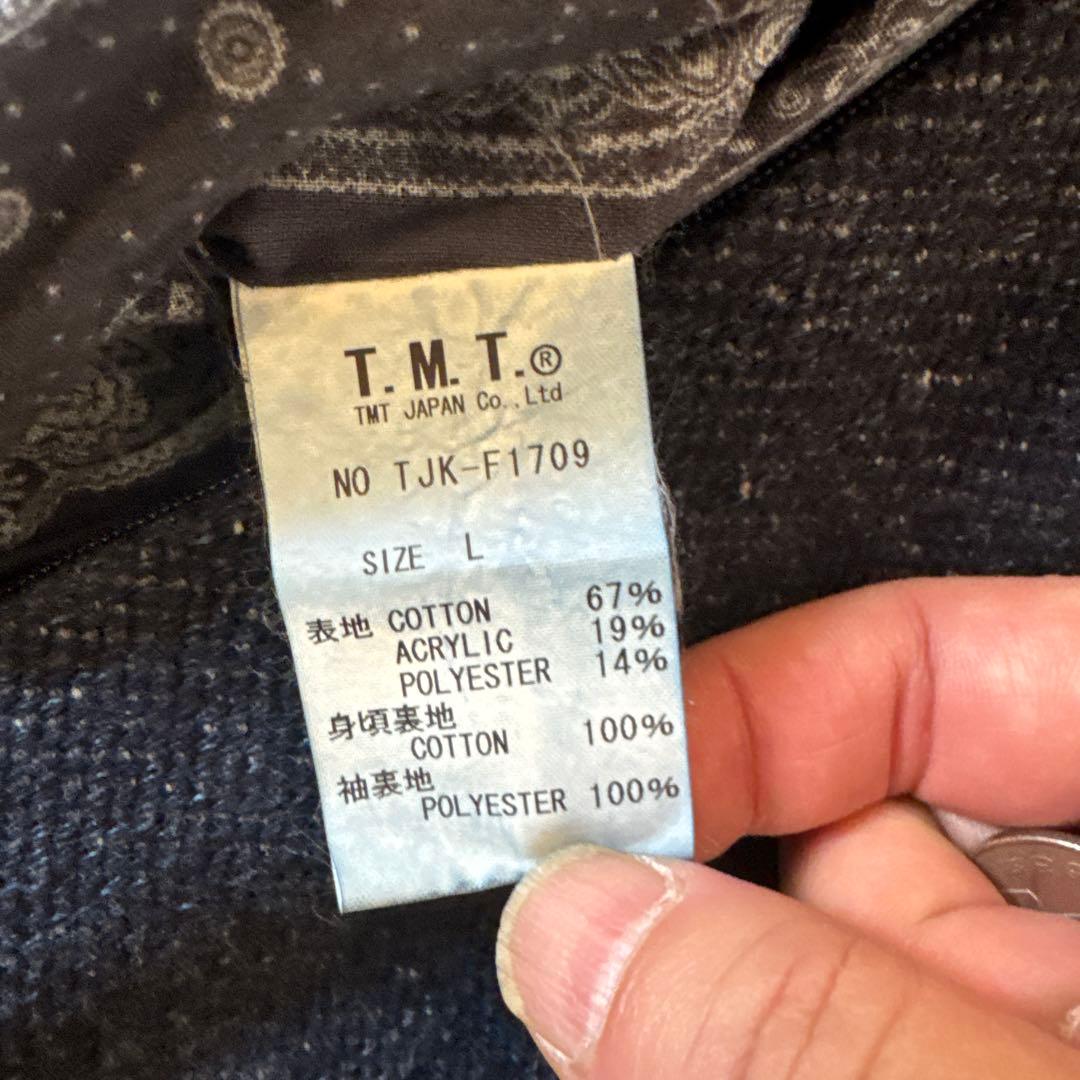 T.M.T.®
TMT JAPAN Co.,Ltd
NO TJK-F1709
SIZE L
表地 COTTON 67%
ACRYLIC 19%
POLYESTER 14%
身頃裏地
COTTON 100%
袖裏地
POLYESTER 100%